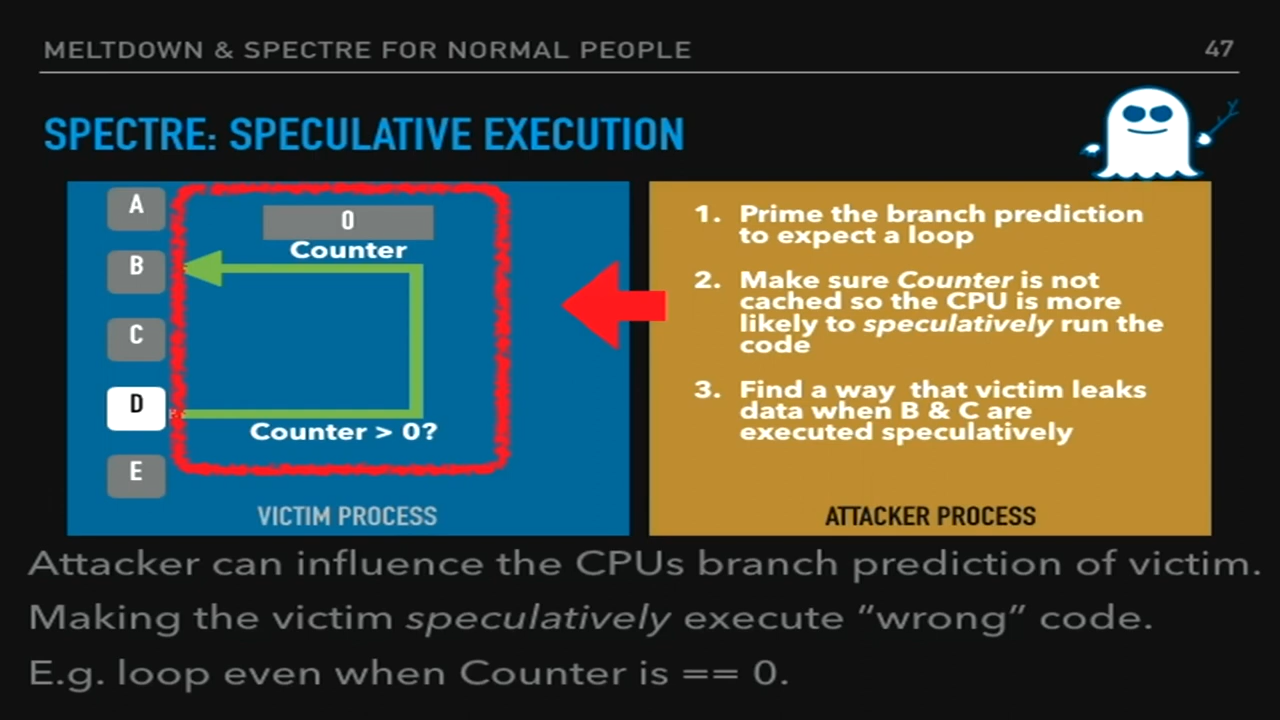 MELTDOWN & SPECTRE FOR NORMAL PEOPLE
47
SPECTRE: SPECULATIVE EXECUTION
A
B
C
D
E
0
Counter
Counter > 0?
VICTIM PROCESS
1. Prime the branch prediction
to expect a loop
2. Make sure Counter is not
cached so the CPU is more
likely to speculatively run the
code
3. Find a way that victim leaks
data when B & C are
executed speculatively
ATTACKER PROCESS
Attacker can influence the CPUs branch prediction of victim.
Making the victim speculatively execute "wrong" code.
E.g. loop even when Counter is == 0.